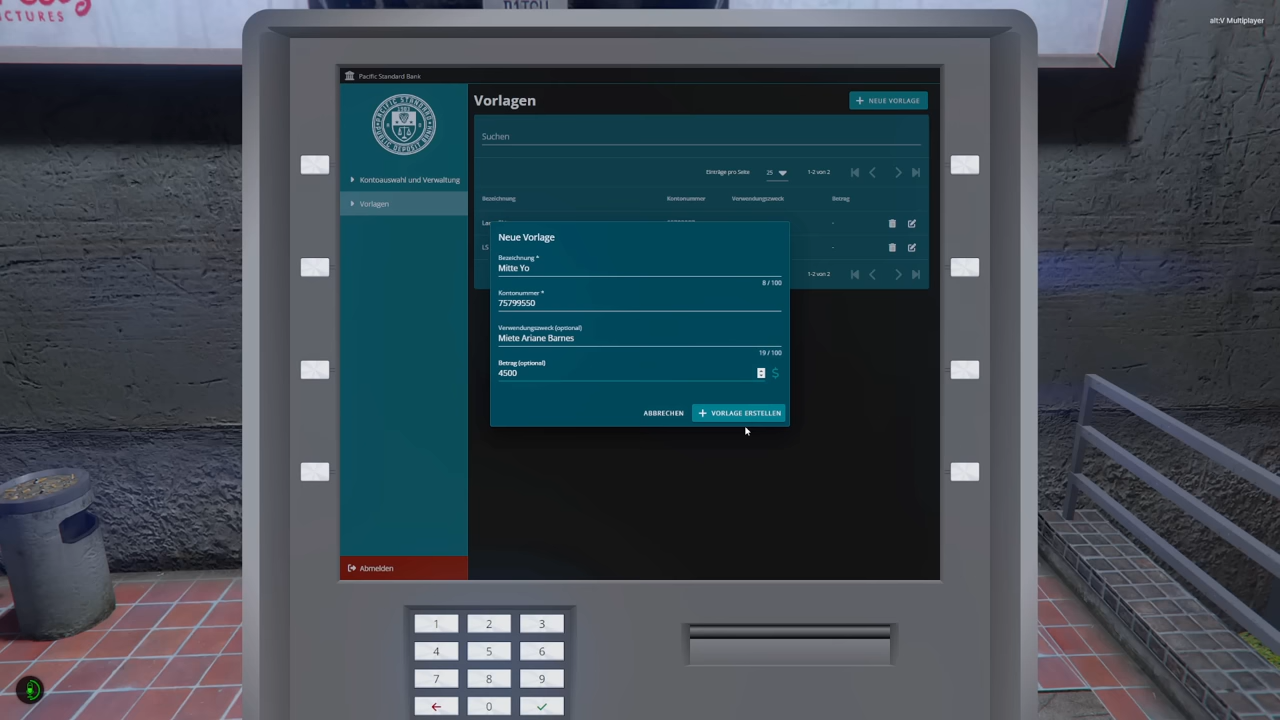 ICTURES
alt:V Multiplayer
Pacific Standard Bank
Vorlagen
+ NEUE VORLAGE
Suchen
Kontoauswahl und Verwaltung
Vorlagen
Einträge pro Seite 25 1-2 von 2
Bezeichnung Kontonummer Verwendungszweck Betrag
-
LS -
1-2 von 2
Neue Vorlage
Bezeichnung *
Mitte Yo
8 / 100
Kontonummer *
75799550
Verwendungszweck (optional)
Miete Ariane Barnes
19 / 100
Betrag (optional)
4500 $
ABBRECHEN + VORLAGE ERSTELLEN
Abmelden
1 2 3
4 5 6
7 8 9
0